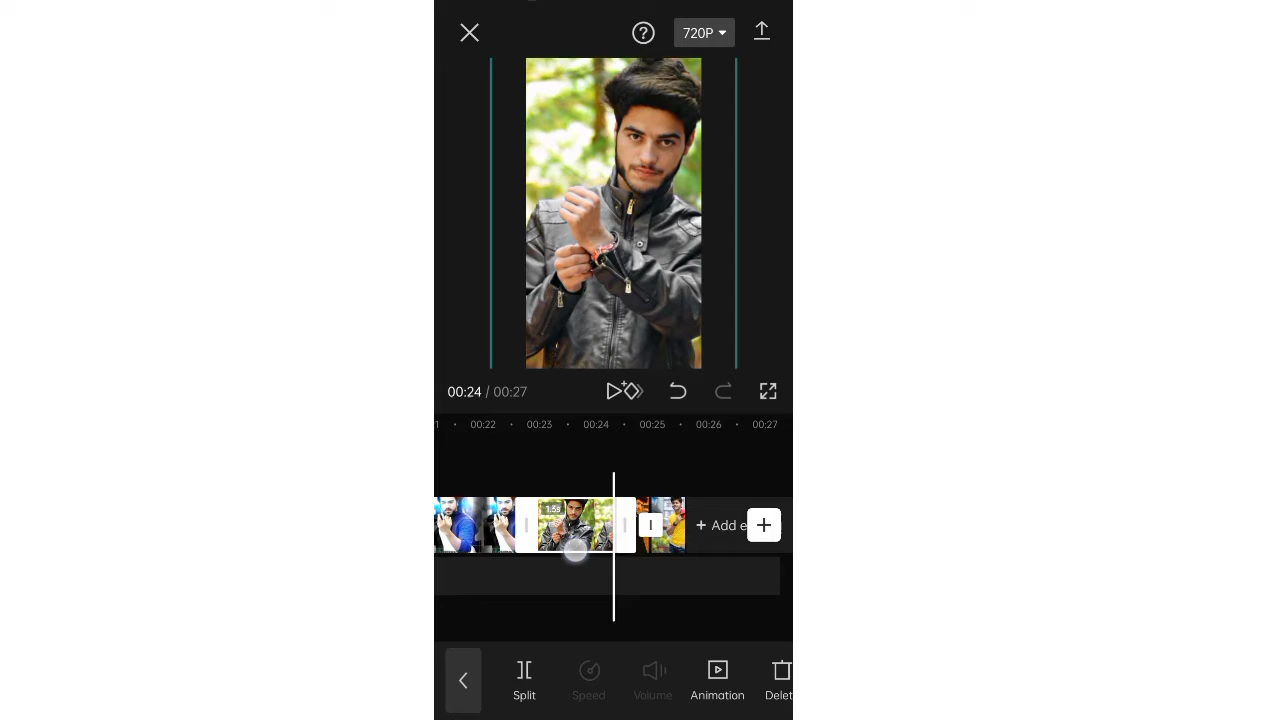 720P
00:24 / 00:27
1 00:22 00:23 00:24 00:25 00:26 00:27
1.5s
+ Add e
Split Speed Volume Animation Delet